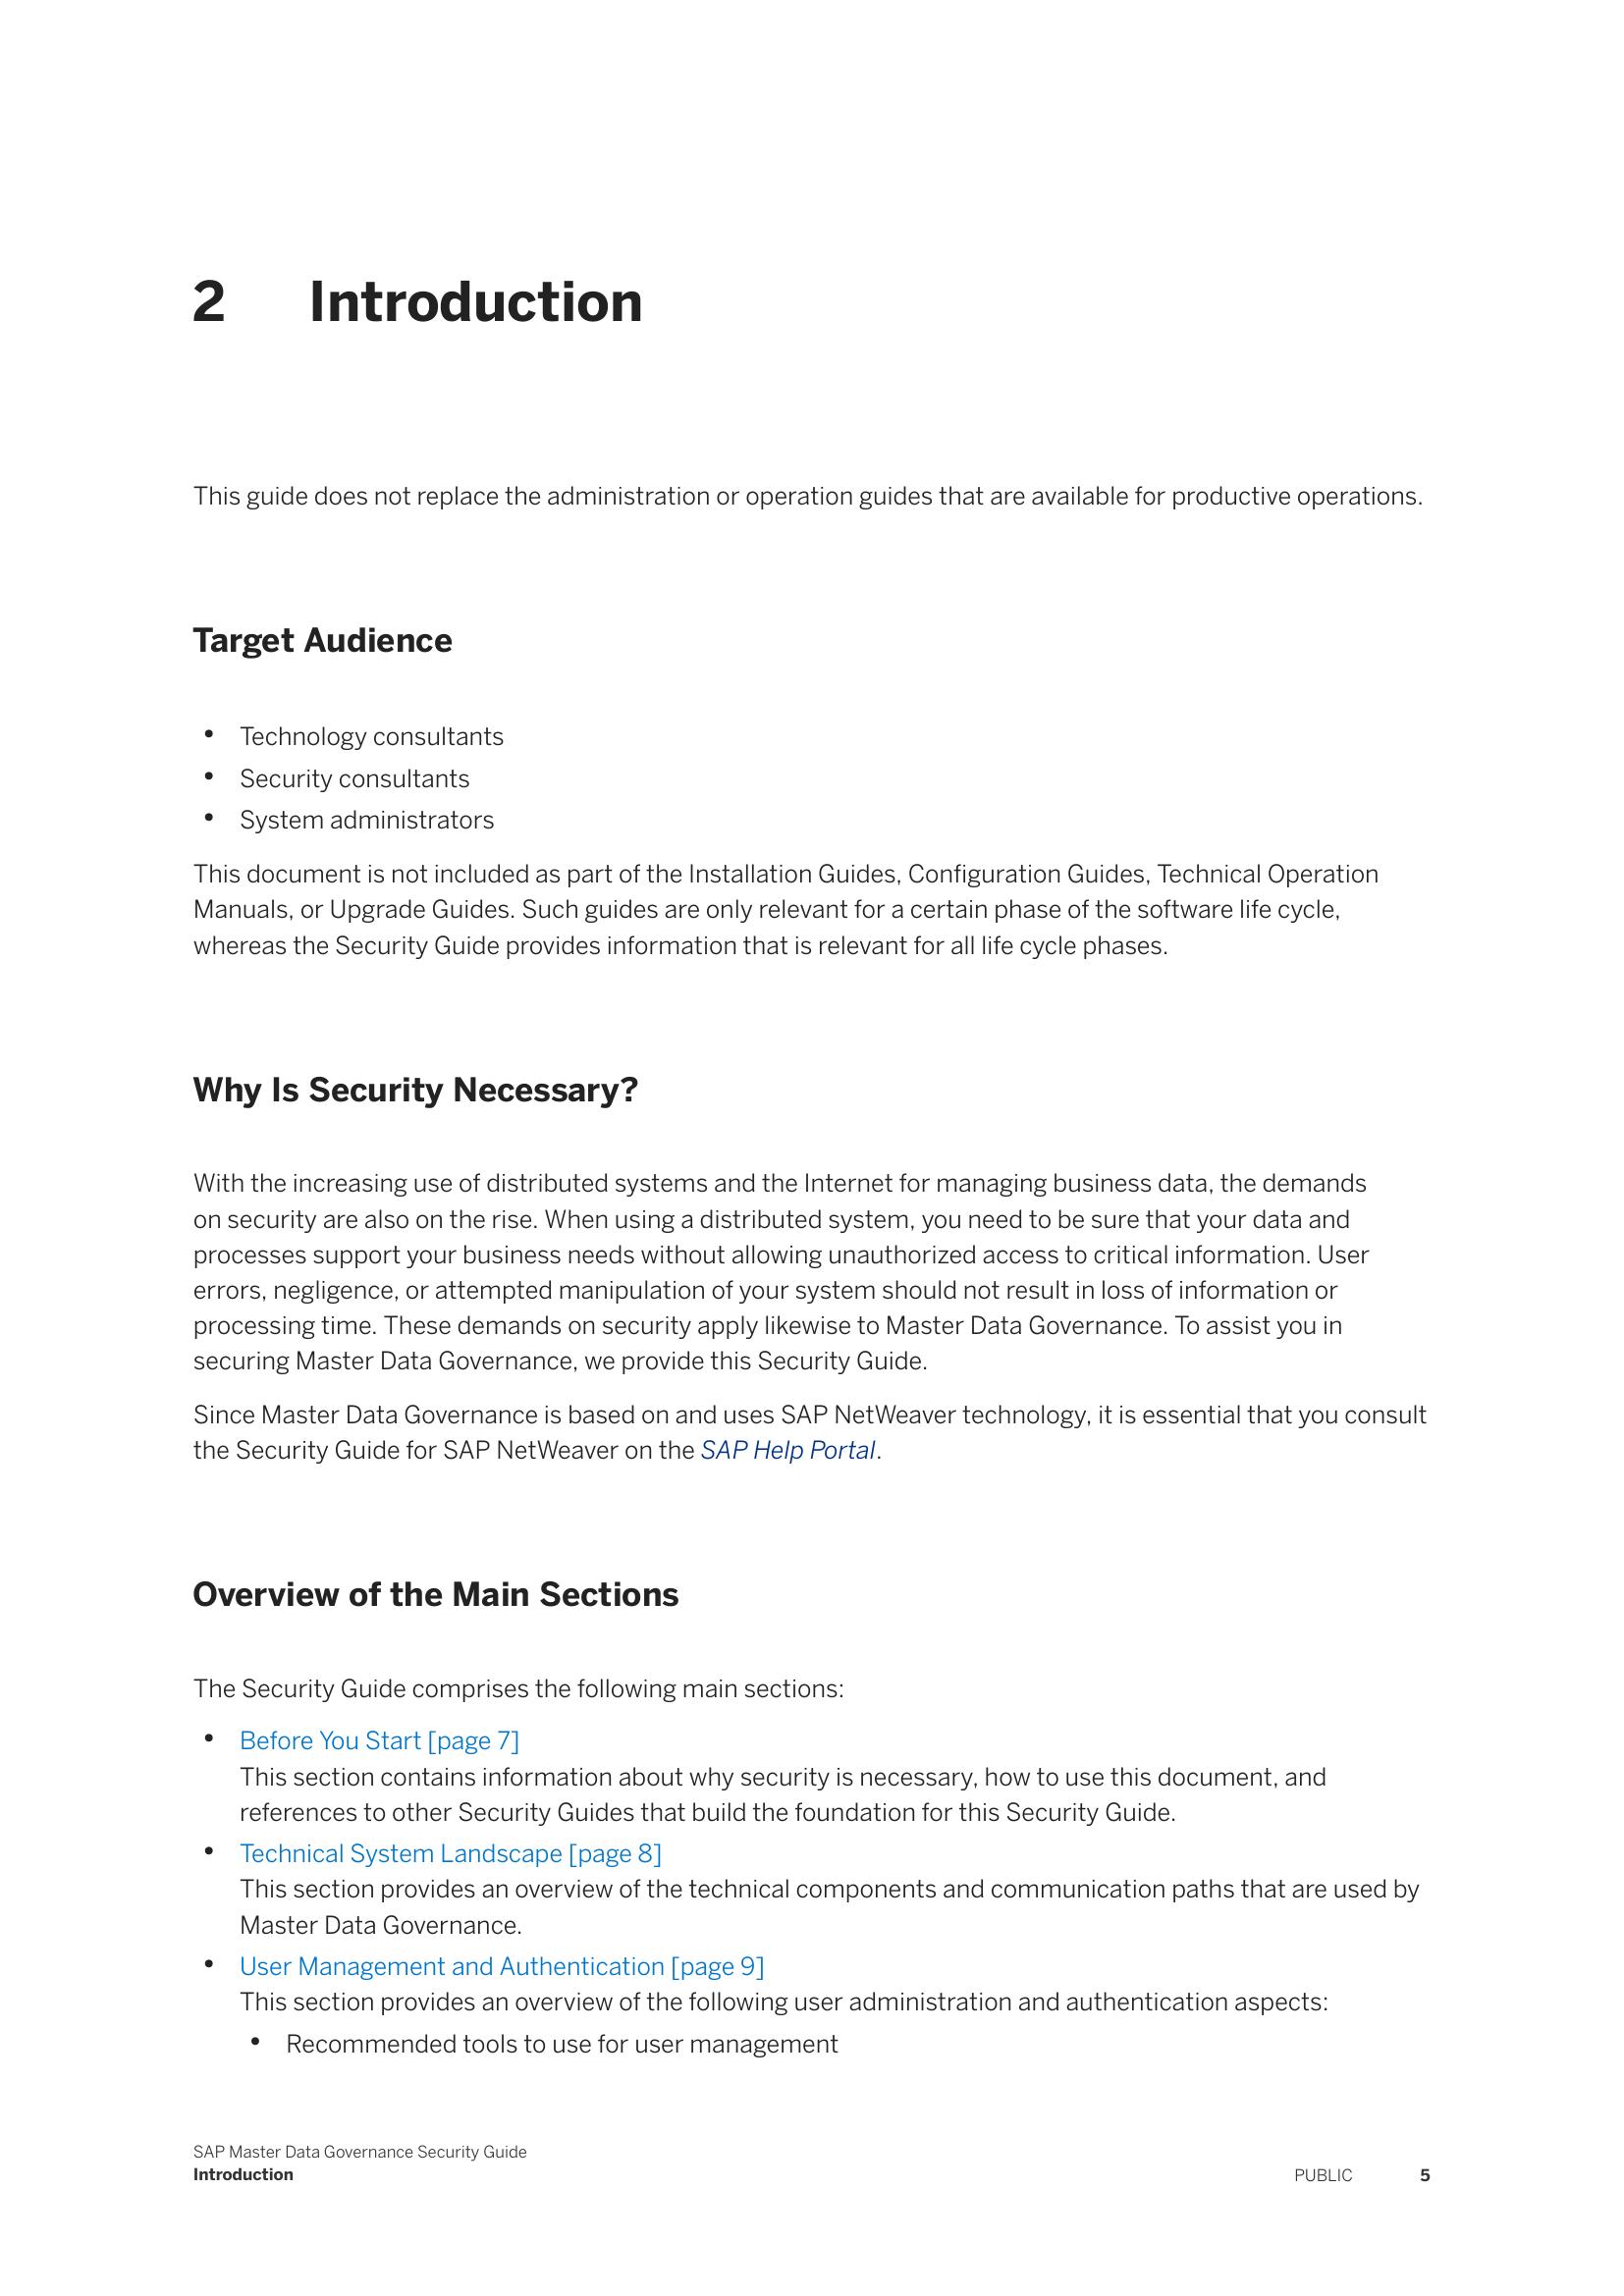 2 Introduction
This guide does not replace the administration or operation guides that are available for productive operations.
Target Audience
• Technology consultants
• Security consultants
• System administrators
This document is not included as part of the Installation Guides, Configuration Guides, Technical Operation
Manuals, or Upgrade Guides. Such guides are only relevant for a certain phase of the software life cycle,
whereas the Security Guide provides information that is relevant for all life cycle phases.
Why Is Security Necessary?
With the increasing use of distributed systems and the Internet for managing business data, the demands
on security are also on the rise. When using a distributed system, you need to be sure that your data and
processes support your business needs without allowing unauthorized access to critical information. User
errors, negligence, or attempted manipulation of your system should not result in loss of information or
processing time. These demands on security apply likewise to Master Data Governance. To assist you in
securing Master Data Governance, we provide this Security Guide.
Since Master Data Governance is based on and uses SAP NetWeaver technology, it is essential that you consult
the Security Guide for SAP NetWeaver on the SAP Help Portal.
Overview of the Main Sections
The Security Guide comprises the following main sections:
• Before You Start [page 7]
This section contains information about why security is necessary, how to use this document, and
references to other Security Guides that build the foundation for this Security Guide.
• Technical System Landscape [page 8]
This section provides an overview of the technical components and communication paths that are used by
Master Data Governance.
• User Management and Authentication [page 9]
This section provides an overview of the following user administration and authentication aspects:
• Recommended tools to use for user management
SAP Master Data Governance Security Guide
Introduction PUBLIC 5